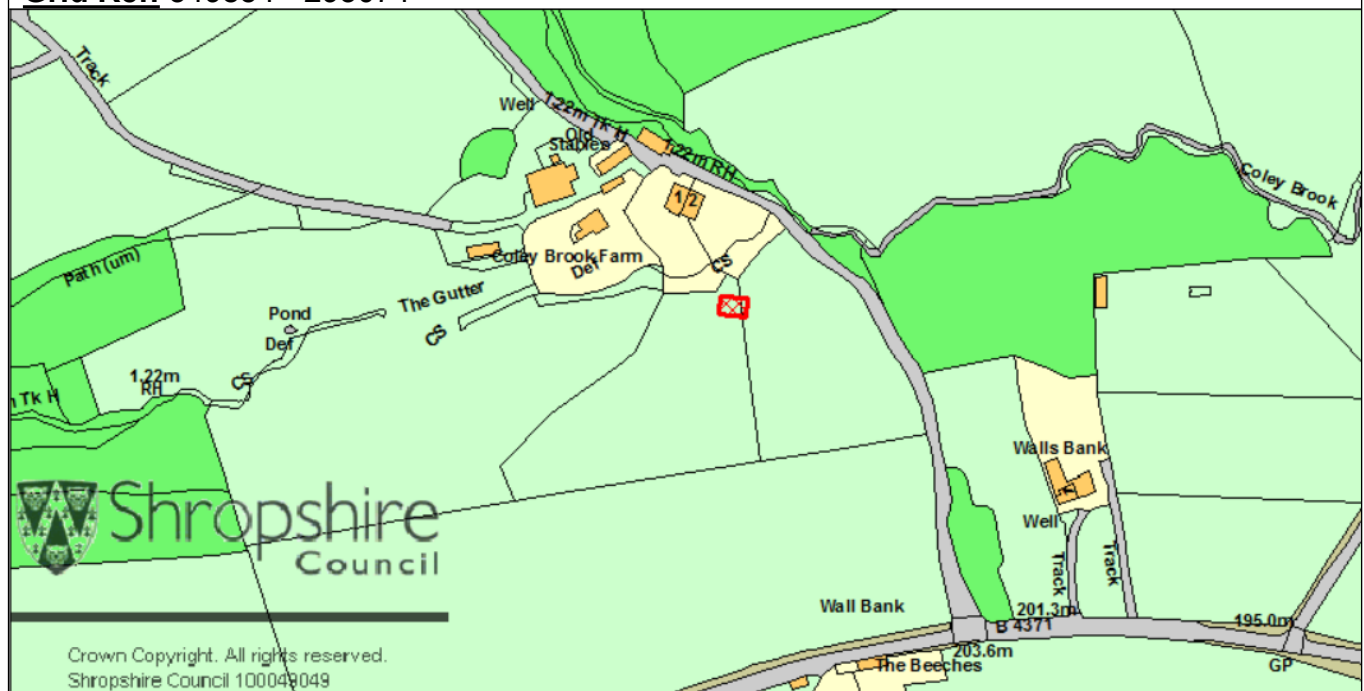 Track
Well
1.22m Tk H
Old
Stables
1.22m RH
1 2
Coley Brook
Coley Brook Farm
Def
CS
Path (um)
The Gutter
CS
Pond
Def
1.22m
RH
CS
Tk H
Walls Bank
Well
Track
Track
Shropshire
Council
Wall Bank
201.3m
B 4371
195.0m
203.6m
The Beeches
GP
Crown Copyright. All rights reserved.
Shropshire Council 100049049